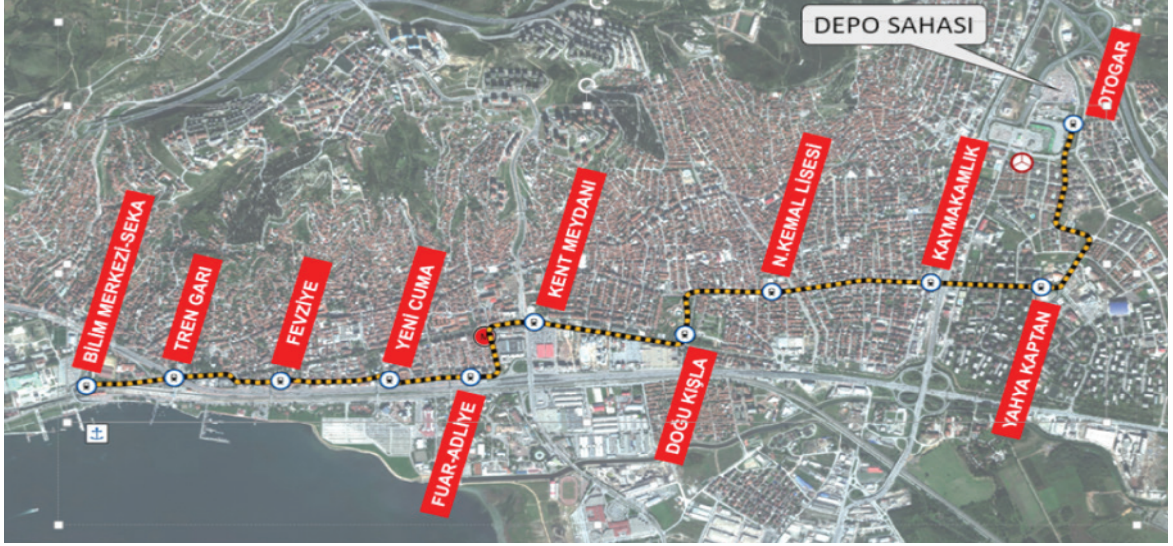 DEPO SAHASI
OTOGAR
BİLİM MERKEZİ-SEKA
TREN GARI
FEVZİYE
YENİ CUMA
FUAR-ADLİYE
KENT MEYDANI
DOĞU KIŞLA
N.KEMAL LİSESİ
KAYMAKAMLIK
YAHYA KAPTAN